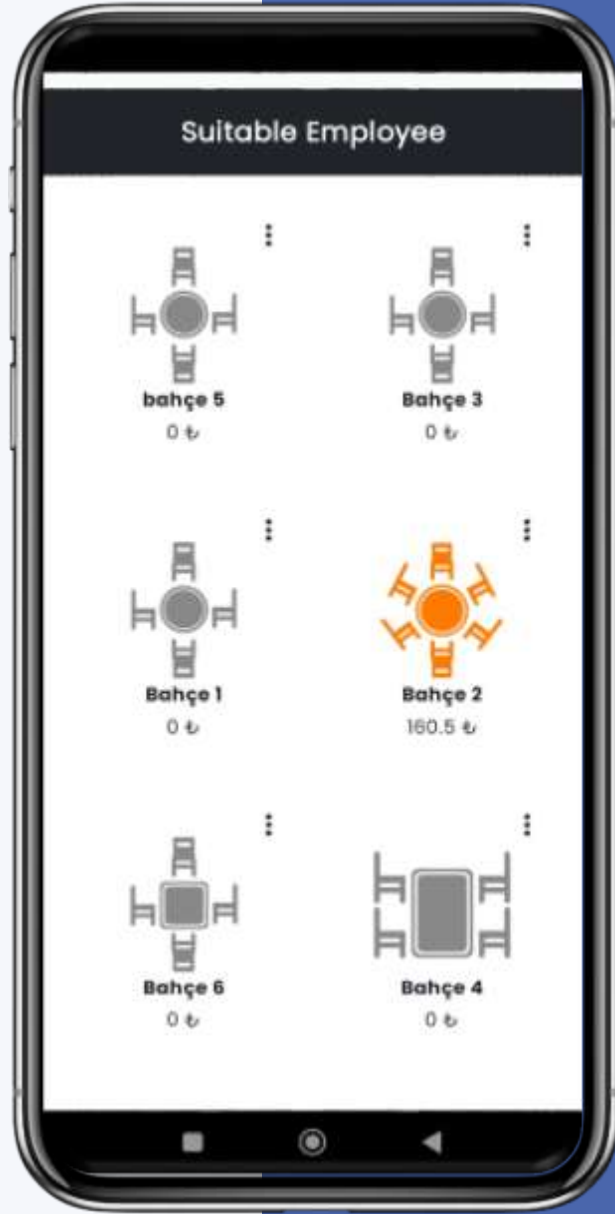 Suitable Employee
bahçe 5
0 ₺
Bahçe 3
0 ₺
Bahçe 1
0 ₺
Bahçe 2
160.5 ₺
Bahçe 6
0 ₺
Bahçe 4
0 ₺